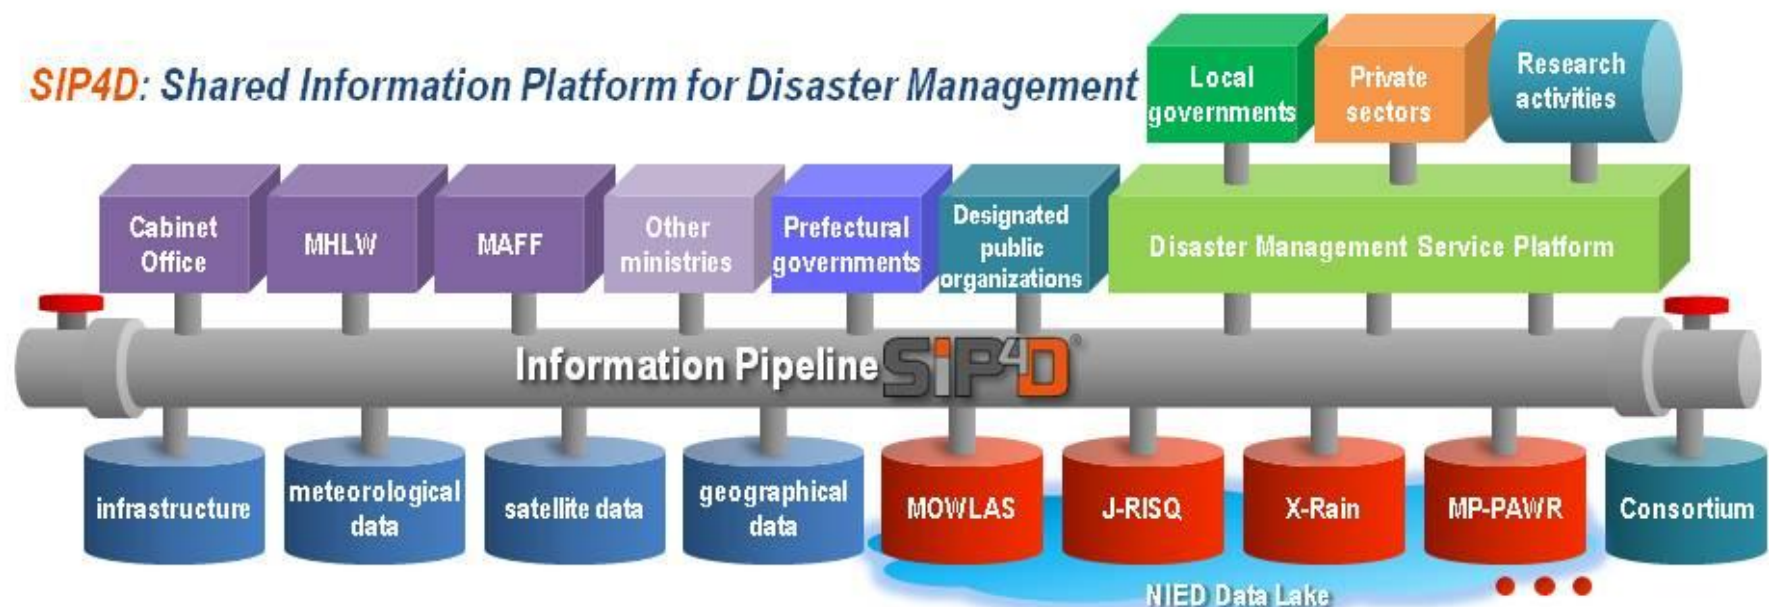 SIP4D: Shared Information Platform for Disaster Management
Local
governments
Private
sectors
Research
activities
Cabinet
Office
MHLW
MAFF
Other
ministries
Prefectural
governments
Designated
public
organizations
Disaster Management Service Platform
Information Pipeline SiP4D®
infrastructure
meteorological
data
satellite data
geographical
data
MOWLAS
J-RISQ
X-Rain
MP-PAWR
Consortium
NIED Data Lake